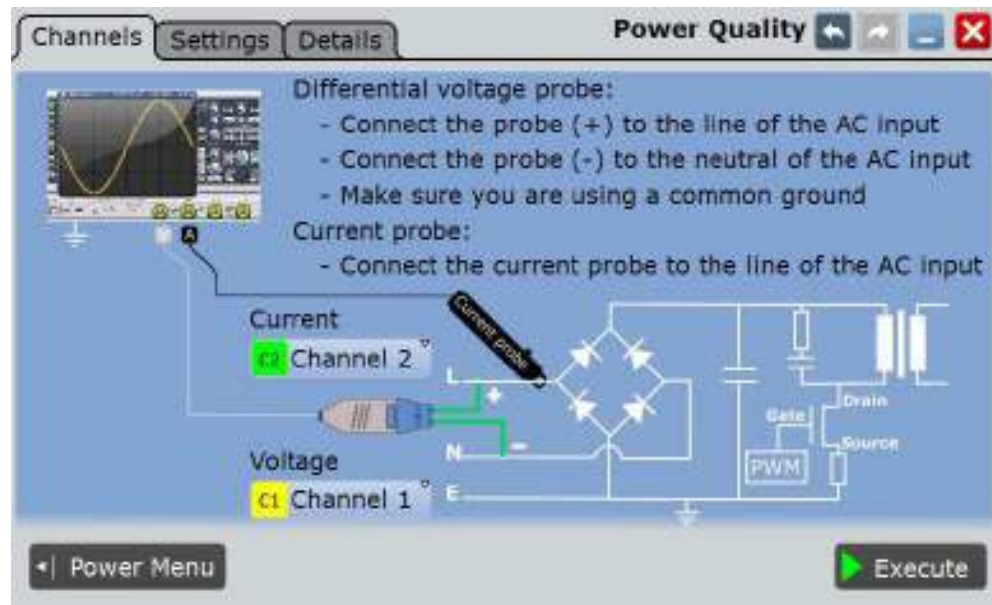 Channels
Settings
Details
Power Quality
Differential voltage probe:
- Connect the probe (+) to the line of the AC input
- Connect the probe (-) to the neutral of the AC input
- Make sure you are using a common ground
Current probe:
- Connect the current probe to the line of the AC input
A
Current
C2 Channel 2
Current probe
L
+
Drain
Gate
Source
Voltage
N
-
PWM
C1 Channel 1
E
Power Menu
Execute